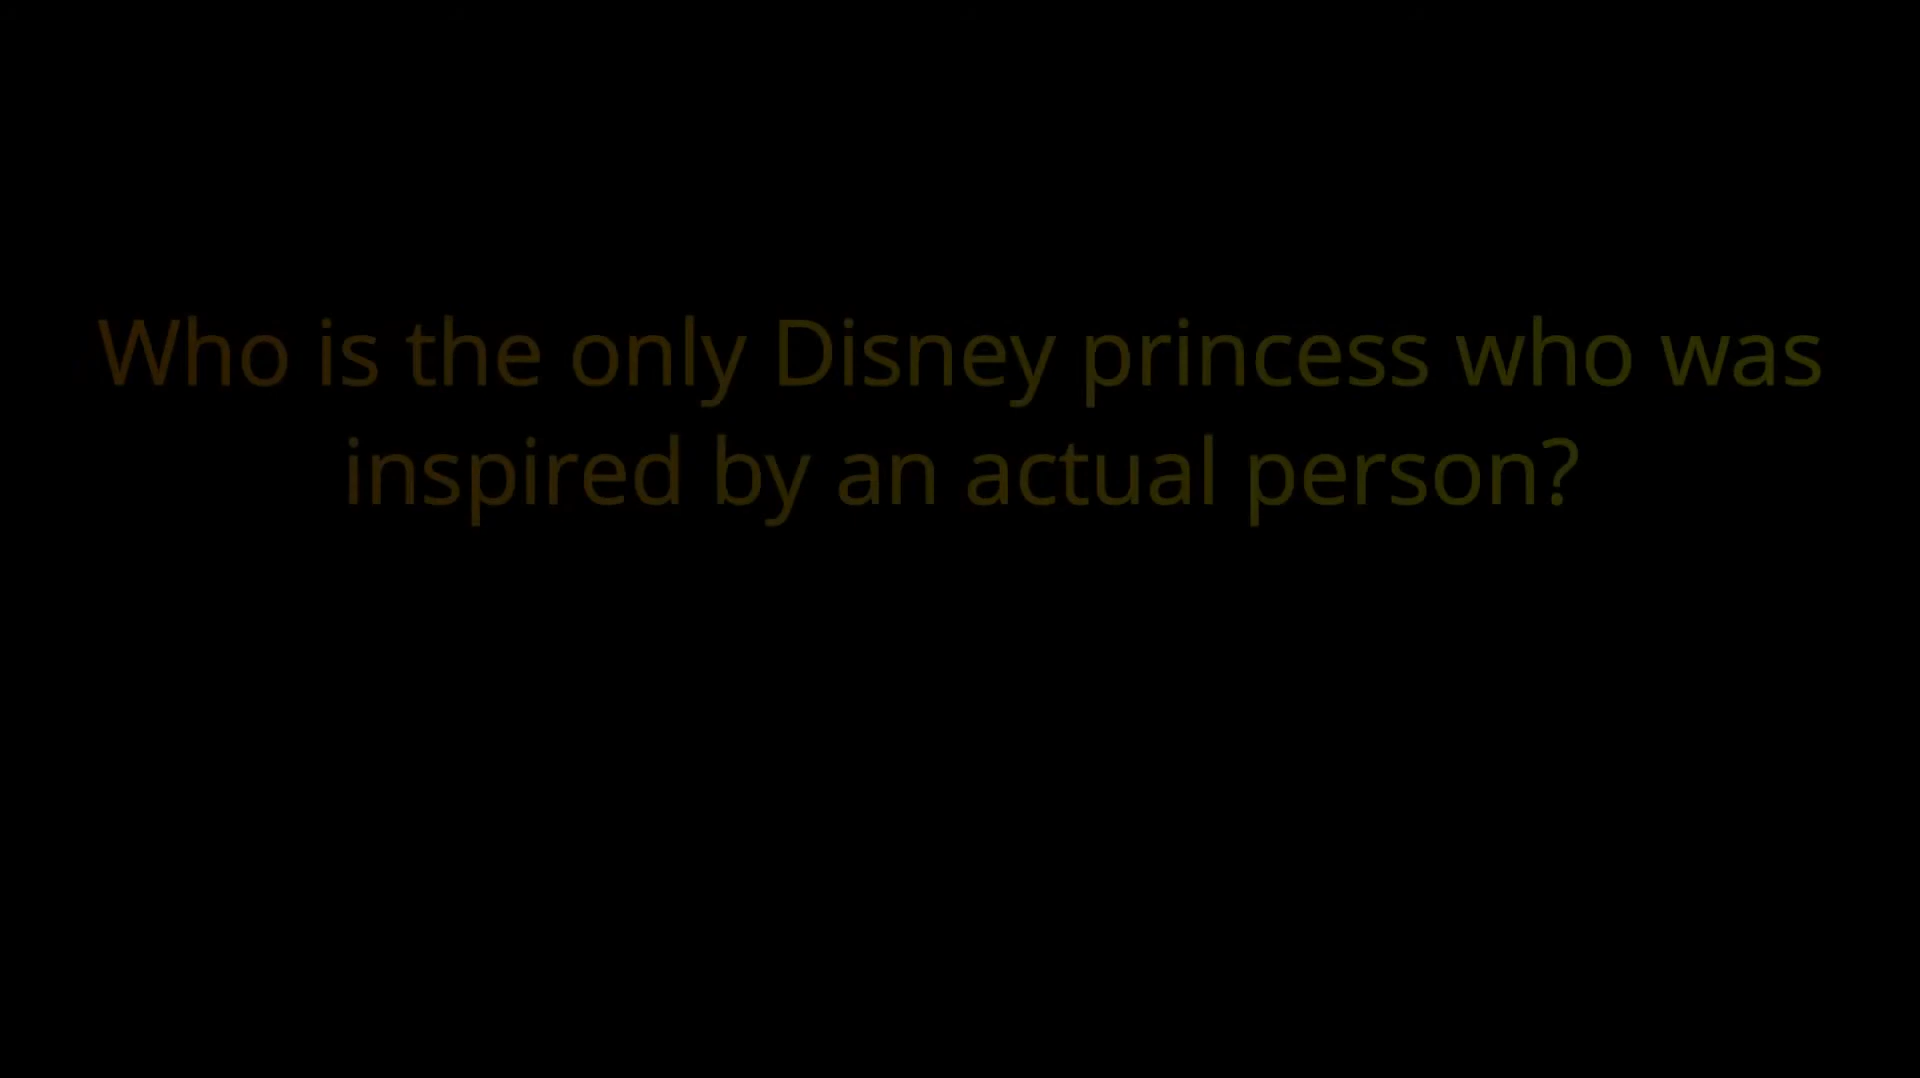 Who is the only Disney princess who was
inspired by an actual person?